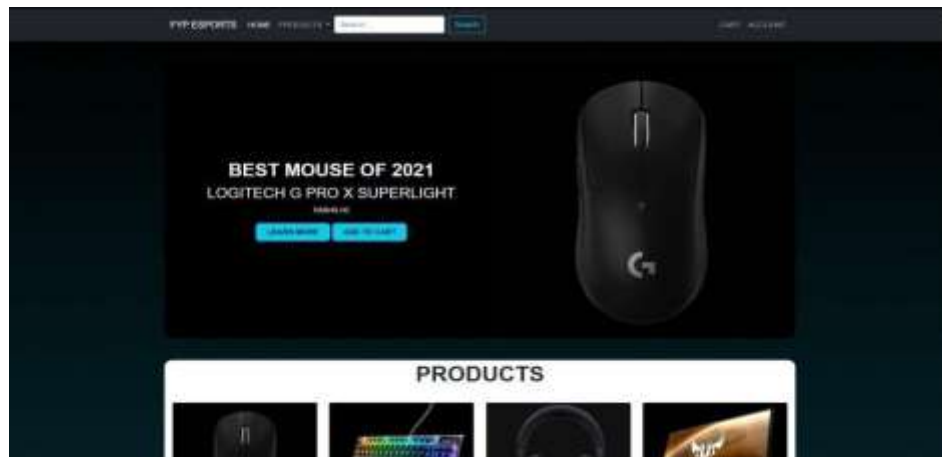 FYP ESPORTS HOME PRODUCTS Search Search CART ACCOUNT
BEST MOUSE OF 2021
LOGITECH G PRO X SUPERLIGHT
LEARN MORE ADD TO CART
PRODUCTS